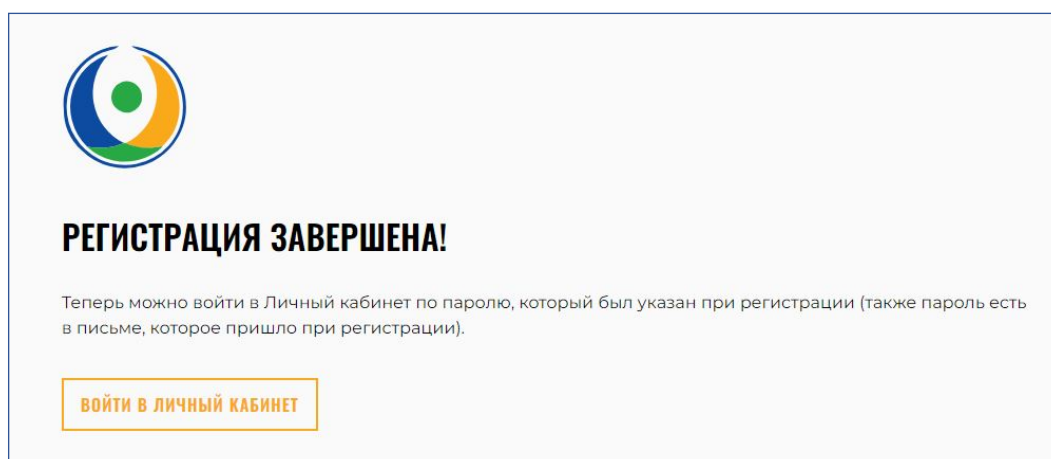 РЕГИСТРАЦИЯ ЗАВЕРШЕНА!
Теперь можно войти в Личный кабинет по паролю, который был указан при регистрации (также пароль есть
в письме, которое пришло при регистрации).
ВОЙТИ В ЛИЧНЫЙ КАБИНЕТ